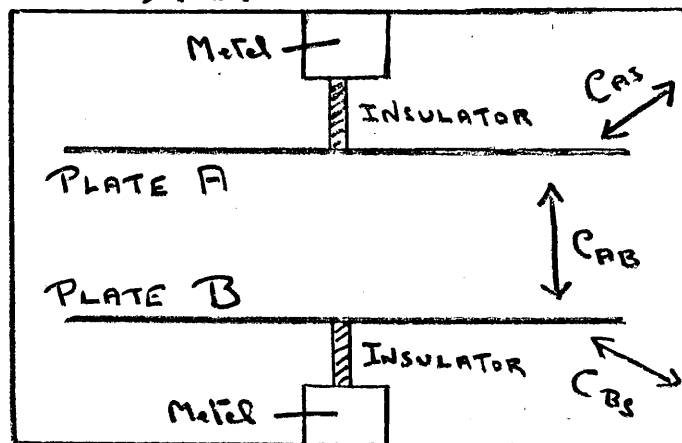 Metal
INSULATOR
CAS
PLATE A
CAB
PLATE B
INSULATOR
CBS
Metal